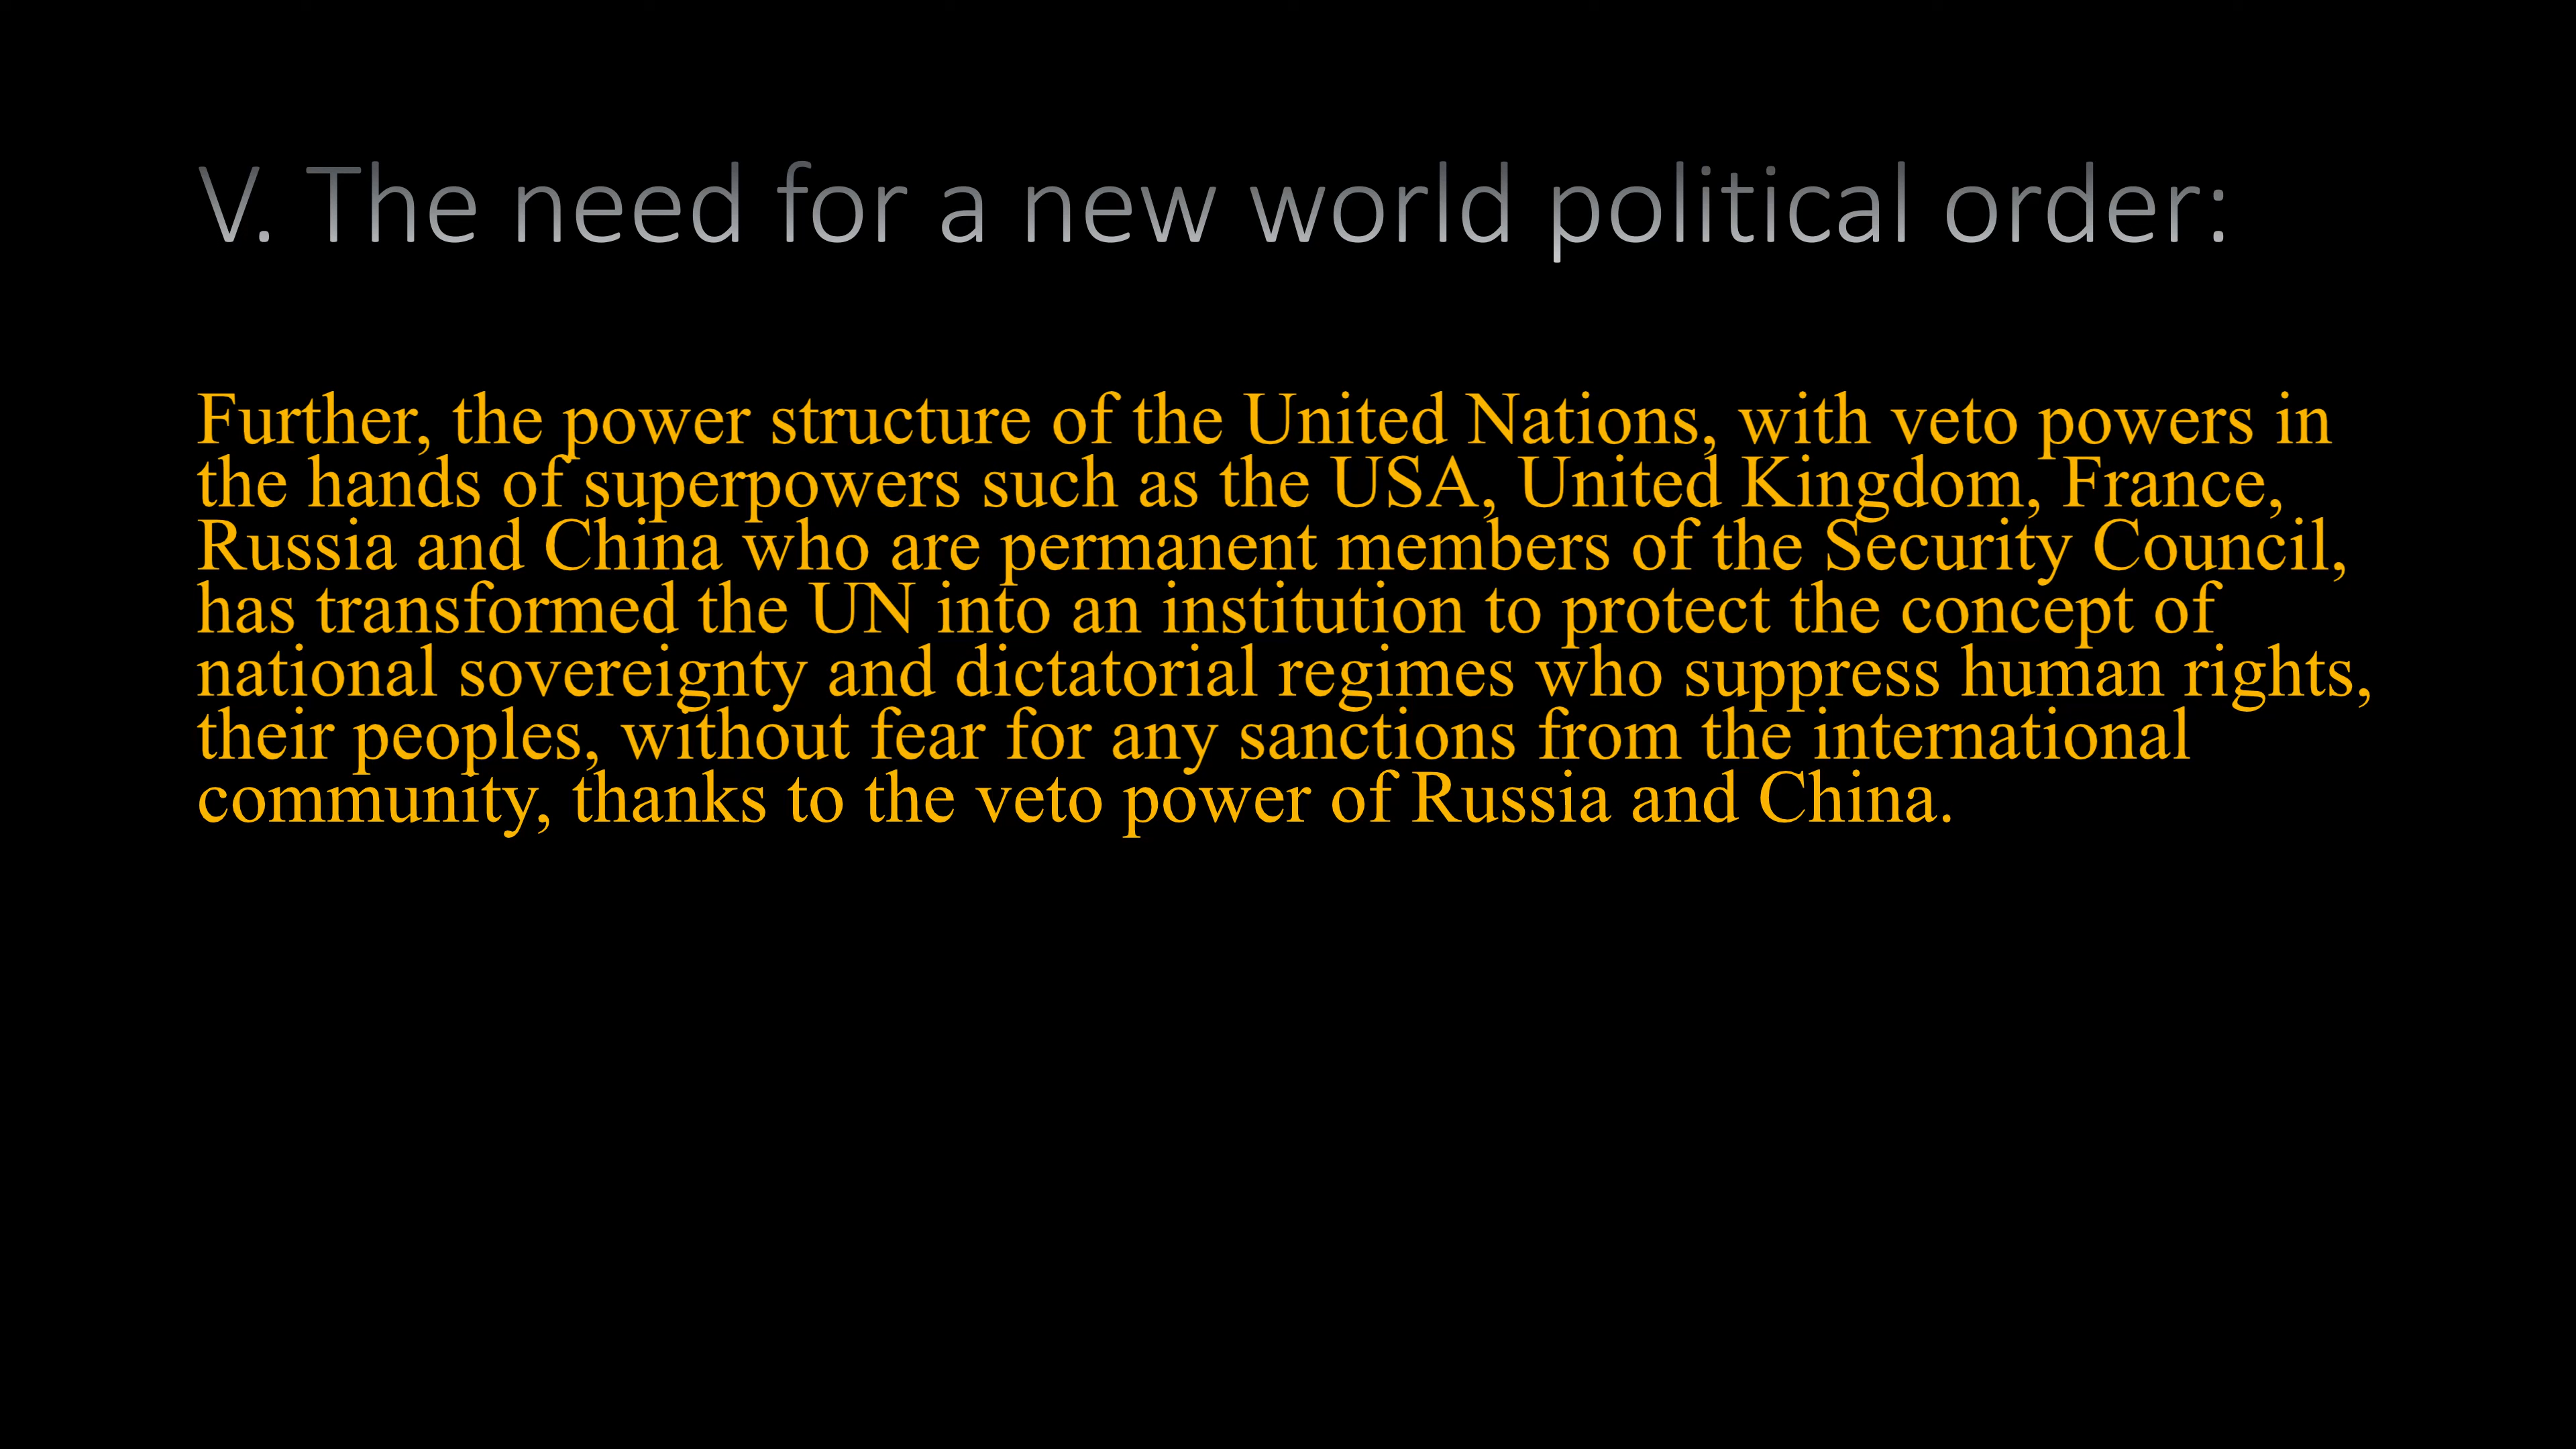 V. The need for a new world political order:
Further, the power structure of the United Nations, with veto powers in
the hands of superpowers such as the USA, United Kingdom, France,
Russia and China who are permanent members of the Security Council,
has transformed the UN into an institution to protect the concept of
national sovereignty and dictatorial regimes who suppress human rights,
their peoples, without fear for any sanctions from the international
community, thanks to the veto power of Russia and China.